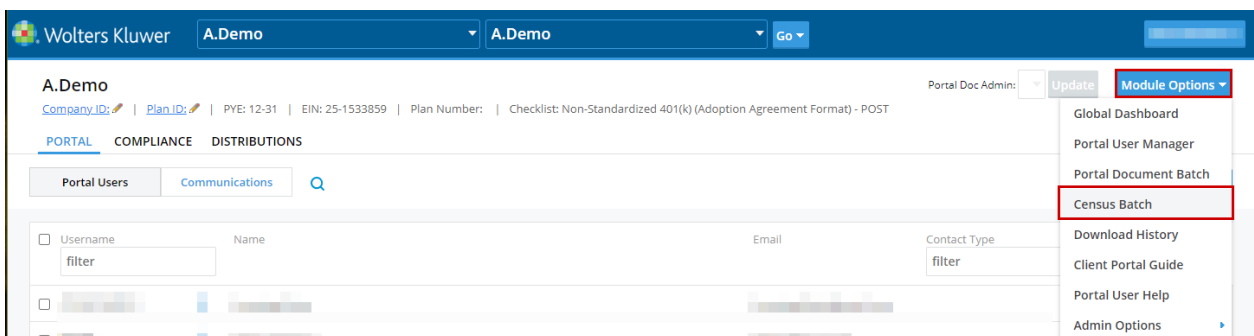 Wolters Kluwer A.Demo A.Demo Go
A.Demo
Portal Doc Admin: Update Module Options
Company ID: | Plan ID: | PYE: 12-31 | EIN: 25-1533859 | Plan Number: | Checklist: Non-Standardized 401(k) (Adoption Agreement Format) - POST
PORTAL COMPLIANCE DISTRIBUTIONS
Portal Users Communications
Username Name Email Contact Type
filter filter
Global Dashboard
Portal User Manager
Portal Document Batch
Census Batch
Download History
Client Portal Guide
Portal User Help
Admin Options